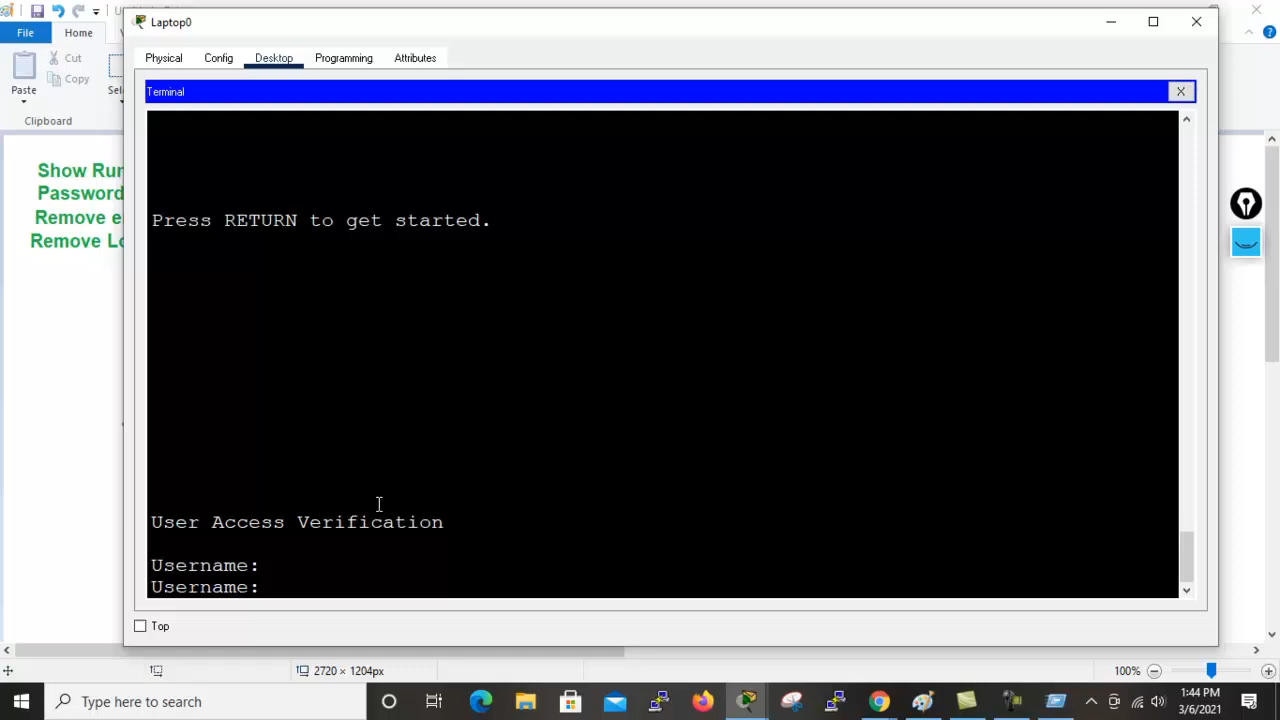 Laptop0
File
Home
Cut
Copy
Paste
Clipboard
Physical
Config
Desktop
Programming
Attributes
Terminal
X
Show Run
Password
Remove e
Remove Lo
Press RETURN to get started.
User Access Verification
Username:
Username:
Top
2720 × 1204px
100%
Type here to search
1:44 PM
3/6/2021